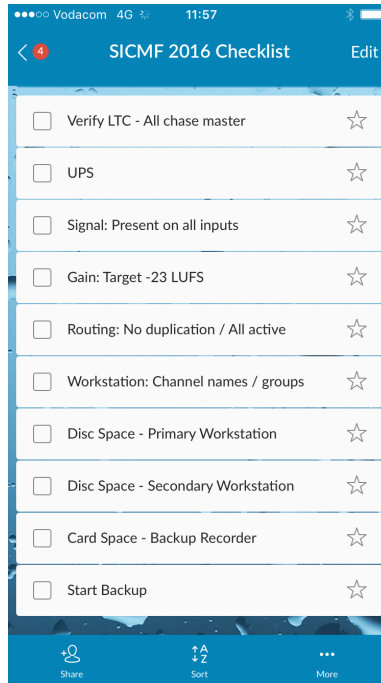 Vodacom 4G 11:57
4 SICMF 2016 Checklist Edit
Verify LTC - All chase master
UPS
Signal: Present on all inputs
Gain: Target -23 LUFS
Routing: No duplication / All active
Workstation: Channel names / groups
Disc Space - Primary Workstation
Disc Space - Secondary Workstation
Card Space - Backup Recorder
Start Backup
A
Z
Share Sort More